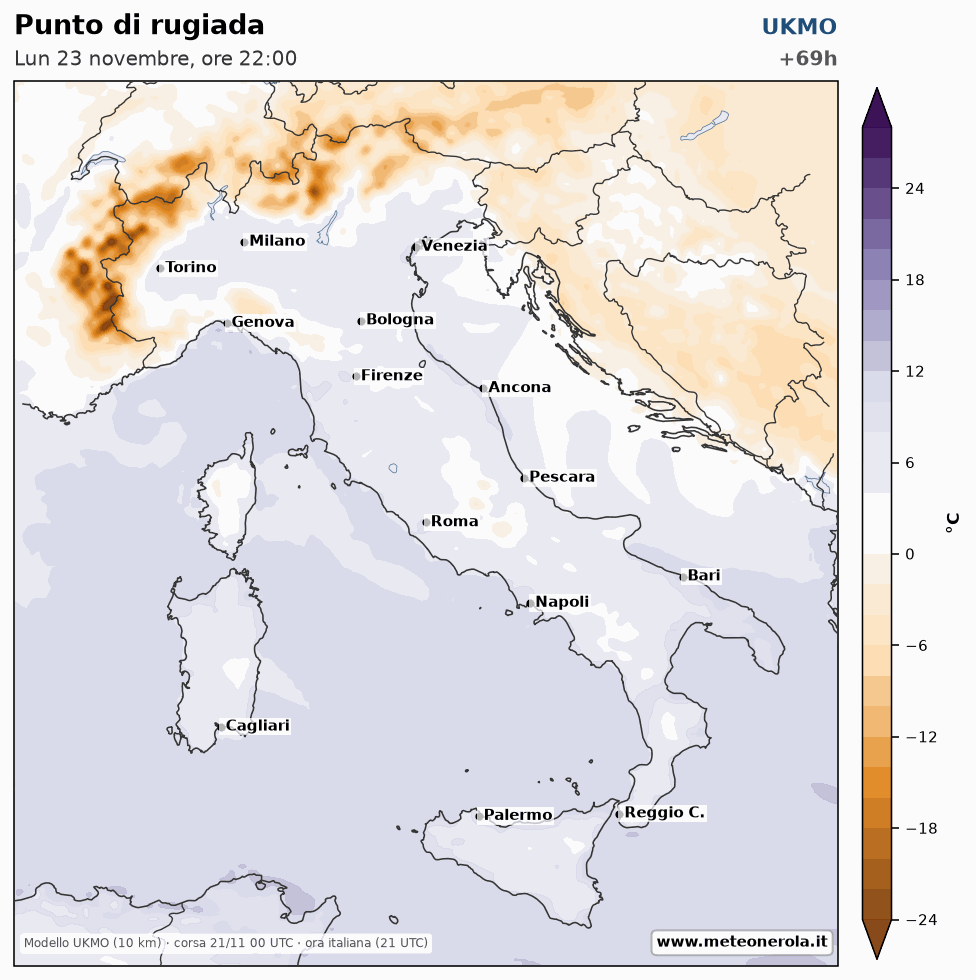 Punto di rugiada
UKMO
Lun 23 novembre, ore 22:00
+69h
Milano
Venezia
Torino
Genova
Bologna
Firenze
Ancona
Pescara
Roma
Bari
Napoli
Cagliari
Palermo
Reggio C.
24
18
12
6
0
−6
−12
−18
−24
°C
Modello UKMO (10 km) · corsa 21/11 00 UTC · ora italiana (21 UTC)
www.meteonerola.it